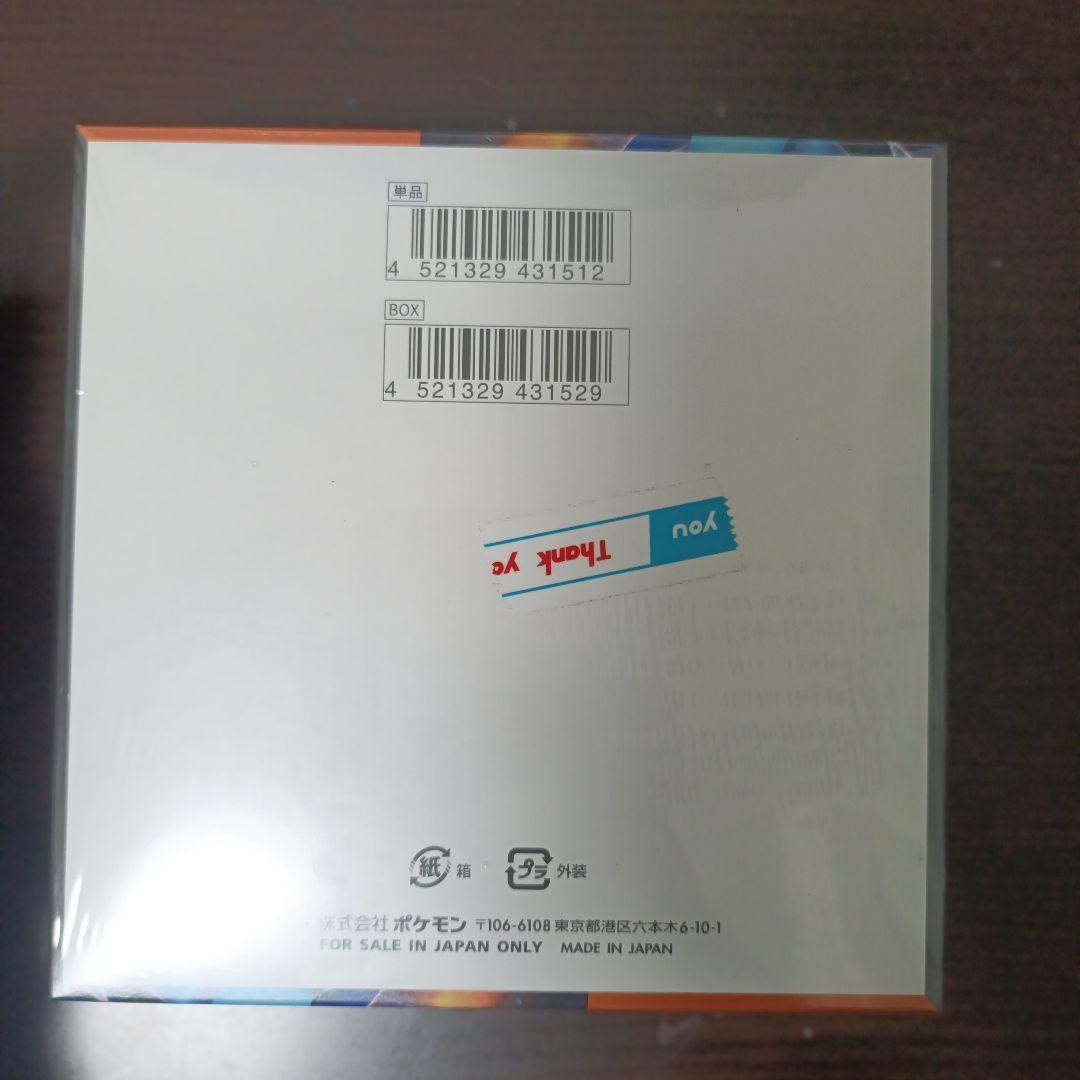 単品
4 521329 431512
BOX
4 521329 431529
you
Thank yo
紙 箱 プラ 外装
株式会社ポケモン 〒106-6108 東京都港区六本木6-10-1
FOR SALE IN JAPAN ONLY MADE IN JAPAN